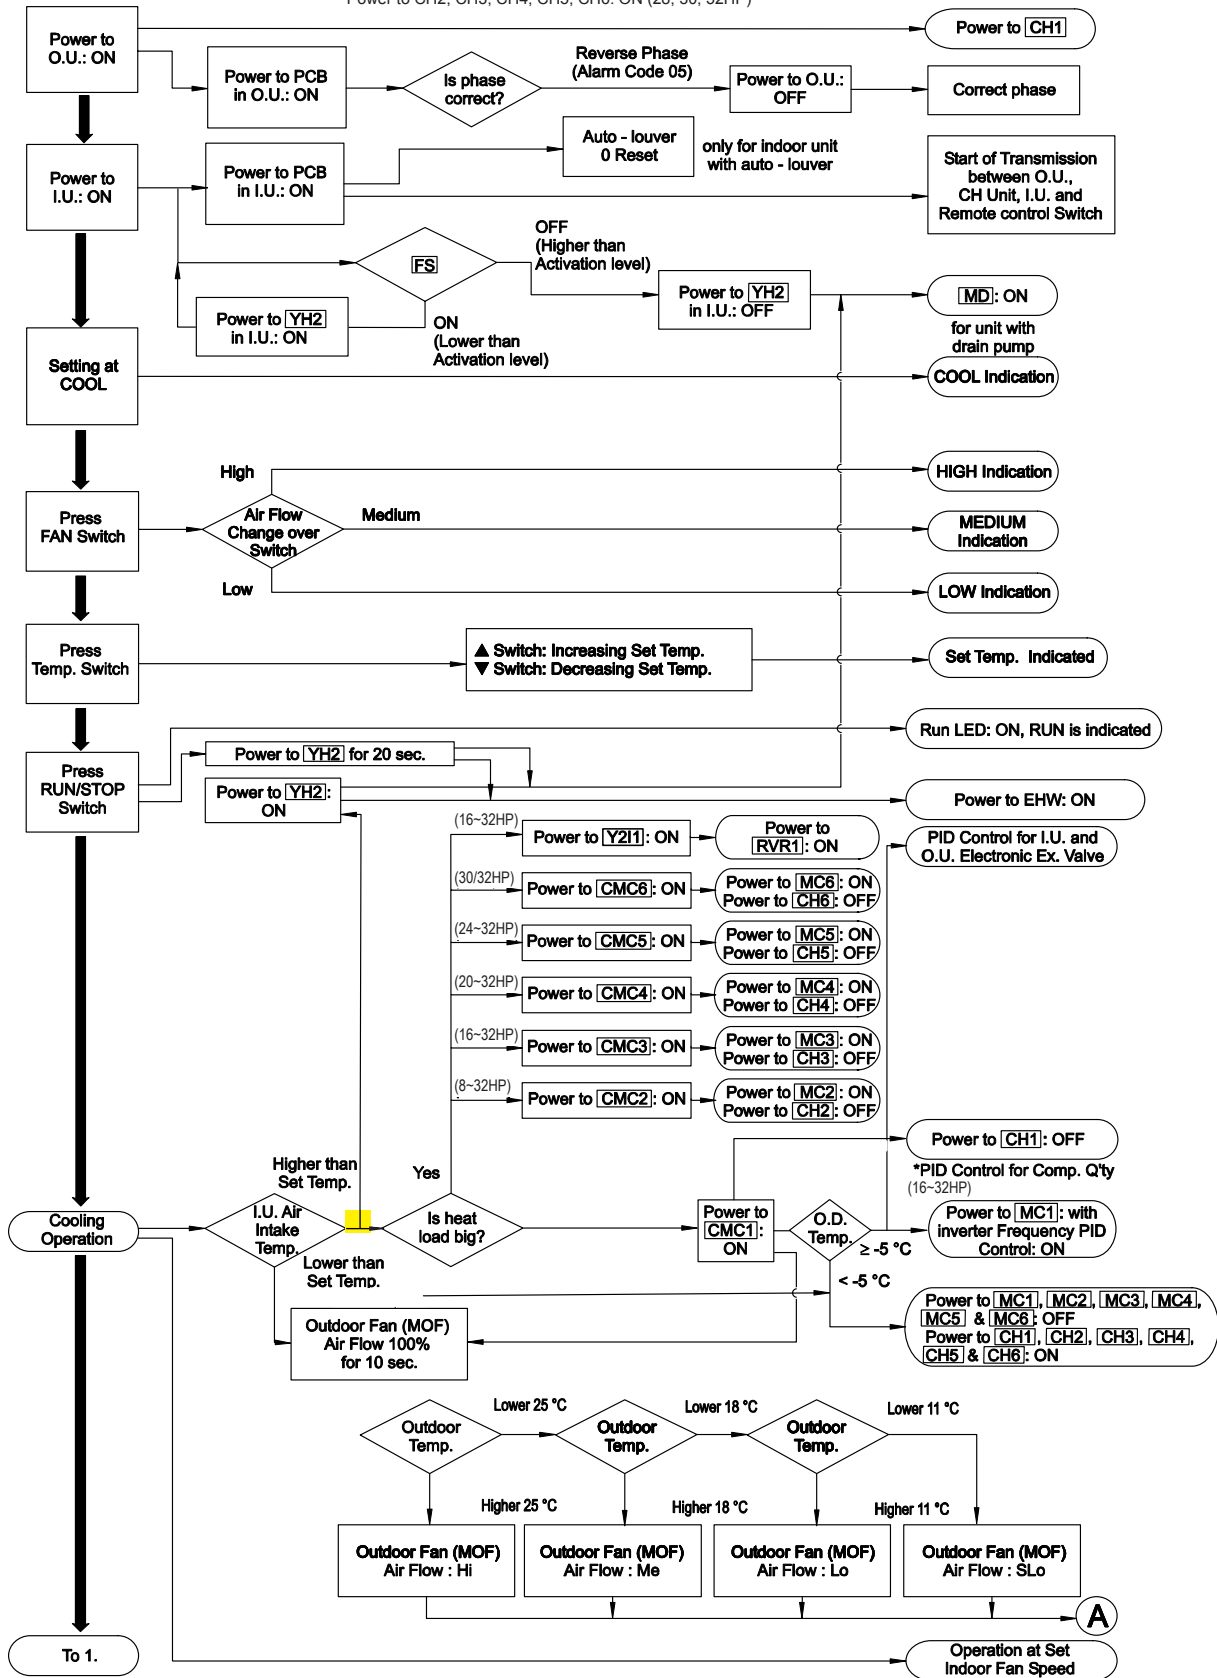 Power to CH2, CH3, CH4, CH5, CH6: ON (28, 30, 32HP)
Power to
O.U.: ON
Power to CH1
Power to PCB
in O.U.: ON
Is phase
correct?
Reverse Phase
(Alarm Code 05)
Power to O.U.:
OFF
Correct phase
Power to
I.U.: ON
Power to PCB
in I.U.: ON
Auto - louver
0 Reset
only for indoor unit
with auto - louver
Start of Transmission
between O.U.,
CH Unit, I.U. and
Remote control Switch
FS
OFF
(Higher than
Activation level)
Power to YH2
in I.U.: ON
ON
(Lower than
Activation level)
Power to YH2
in I.U.: OFF
MD: ON
for unit with
drain pump
Setting at
COOL
COOL Indication
Press
FAN Switch
High
Air Flow
Change over
Switch
Medium
Low
HIGH Indication
MEDIUM
Indication
LOW Indication
Press
Temp. Switch
▲ Switch: Increasing Set Temp.
▼ Switch: Decreasing Set Temp.
Set Temp. Indicated
Press
RUN/STOP
Switch
Run LED: ON, RUN is indicated
Power to YH2 for 20 sec.
Power to YH2:
ON
Power to EHW: ON
(16~32HP)
Power to Y2I1: ON
Power to
RVR1: ON
PID Control for I.U. and
O.U. Electronic Ex. Valve
(30/32HP)
Power to CMC6: ON
Power to MC6: ON
Power to CH6: OFF
(24~32HP)
Power to CMC5: ON
Power to MC5: ON
Power to CH5: OFF
(20~32HP)
Power to CMC4: ON
Power to MC4: ON
Power to CH4: OFF
(16~32HP)
Power to CMC3: ON
Power to MC3: ON
Power to CH3: OFF
(8~32HP)
Power to CMC2: ON
Power to MC2: ON
Power to CH2: OFF
Power to CH1: OFF
*PID Control for Comp. Q'ty
(16~32HP)
Cooling
Operation
Higher than
Set Temp.
I.U. Air
Intake
Temp.
Lower than
Set Temp.
Yes
Is heat
load big?
Power to
CMC1:
ON
O.D.
Temp.
≥ -5 °C
< -5 °C
Power to MC1: with
inverter Frequency PID
Control: ON
Power to MC1, MC2, MC3, MC4,
MC5 & MC6: OFF
Power to CH1, CH2, CH3, CH4,
CH5 & CH6: ON
Outdoor Fan (MOF)
Air Flow 100%
for 10 sec.
Outdoor
Temp.
Lower 25 °C
Outdoor
Temp.
Lower 18 °C
Outdoor
Temp.
Lower 11 °C
Higher 25 °C
Higher 18 °C
Higher 11 °C
Outdoor Fan (MOF)
Air Flow : Hi
Outdoor Fan (MOF)
Air Flow : Me
Outdoor Fan (MOF)
Air Flow : Lo
Outdoor Fan (MOF)
Air Flow : SLo
A
To 1.
Operation at Set
Indoor Fan Speed